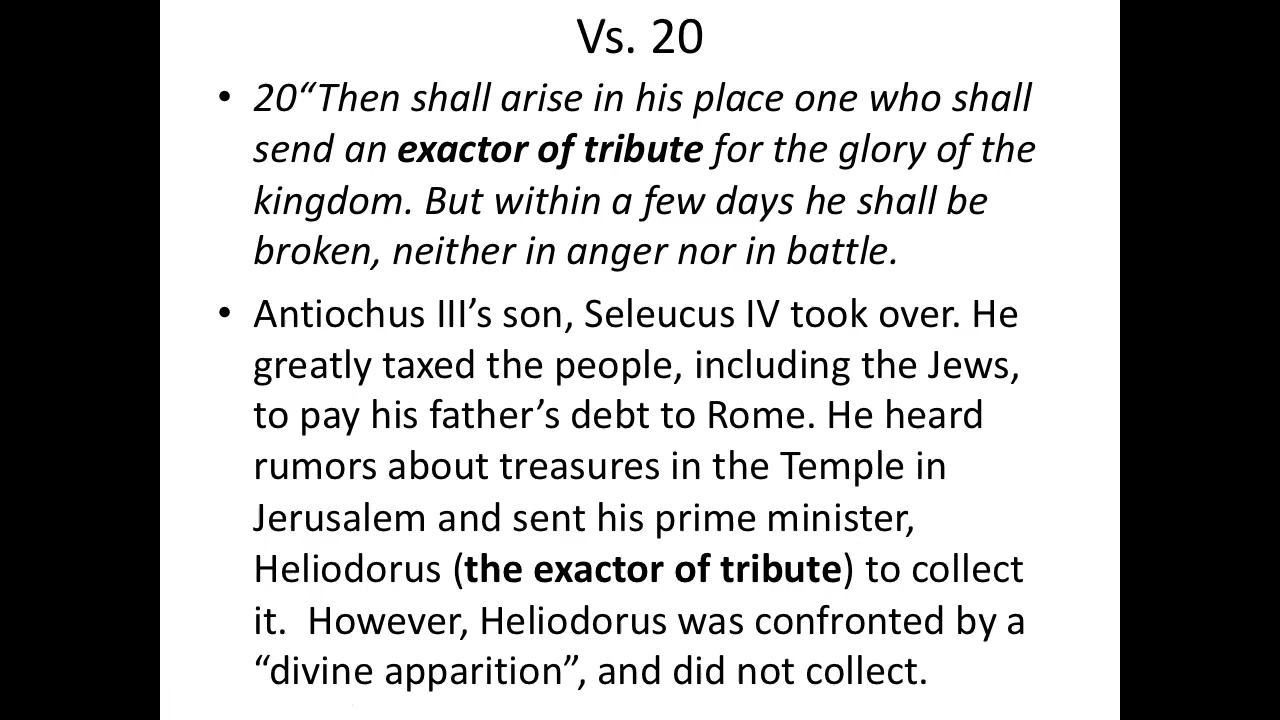 Vs. 20
• 20“Then shall arise in his place one who shall
send an exactor of tribute for the glory of the
kingdom. But within a few days he shall be
broken, neither in anger nor in battle.
• Antiochus III’s son, Seleucus IV took over. He
greatly taxed the people, including the Jews,
to pay his father’s debt to Rome. He heard
rumors about treasures in the Temple in
Jerusalem and sent his prime minister,
Heliodorus (the exactor of tribute) to collect
it.  However, Heliodorus was confronted by a
“divine apparition”, and did not collect.